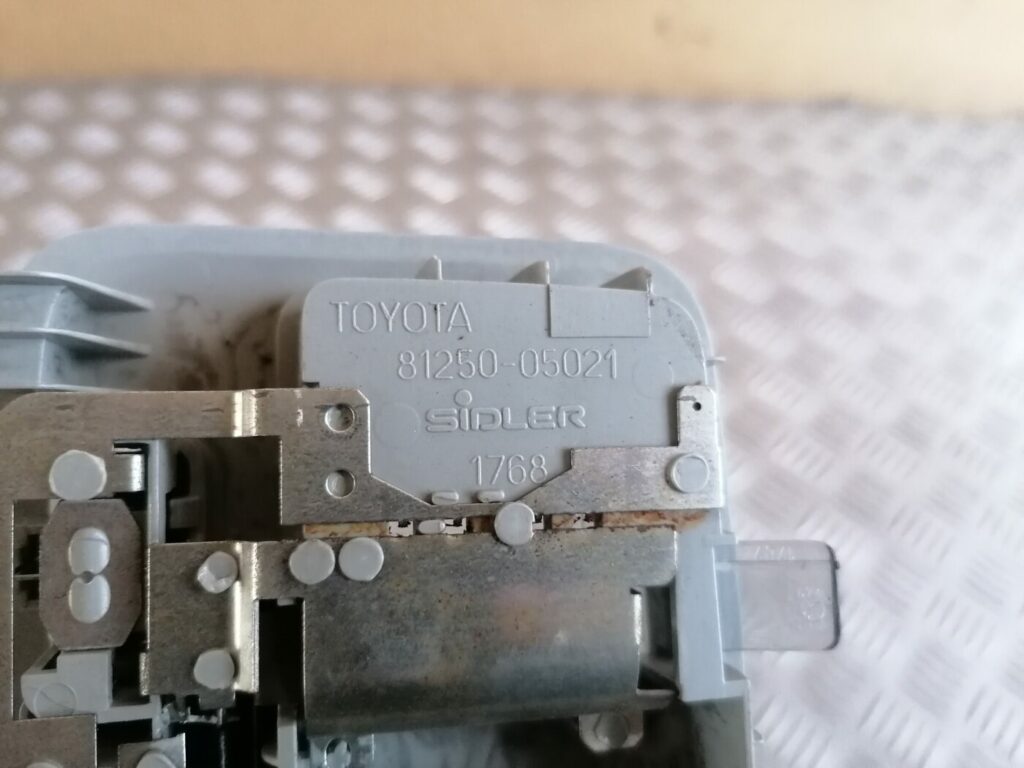 TOYOTA
81250-05021
SiDLER
1768